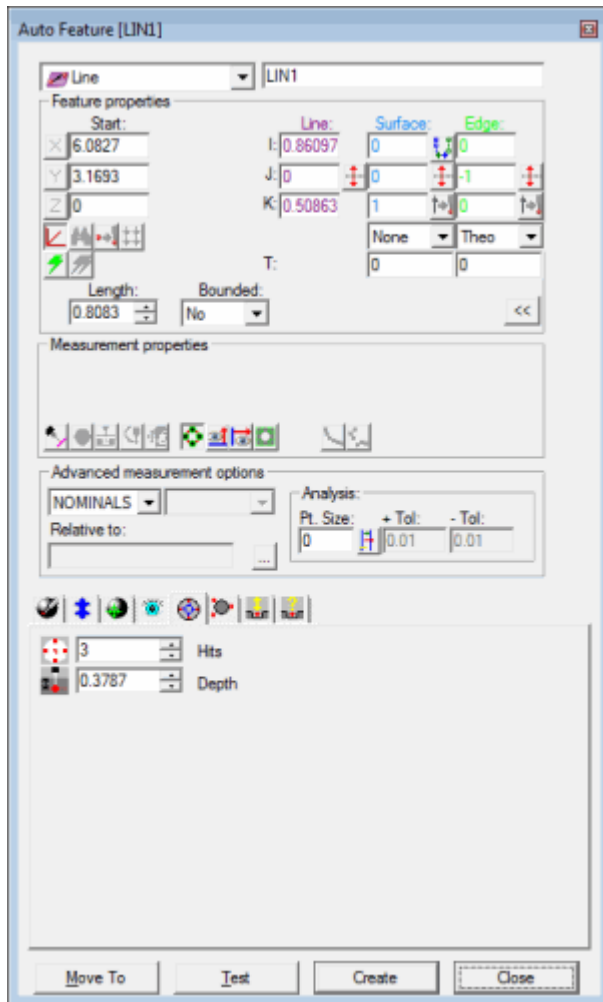 Auto Feature [LIN1]
Line LIN1
Feature properties
Start: Line: Surface: Edge:
X 6.0827 I: 0.86097 0 0
Y 3.1693 J: 0 0 -1
Z 0 K: 0.50863 1 0
None Theo
T: 0 0
Length: Bounded:
0.8083 No <<
Measurement properties
Advanced measurement options
NOMINALS
Analysis:
Pt. Size: + Tol: - Tol:
0 0.01 0.01
Relative to:
...
3 Hits
0.3787 Depth
Move To Test Create Close